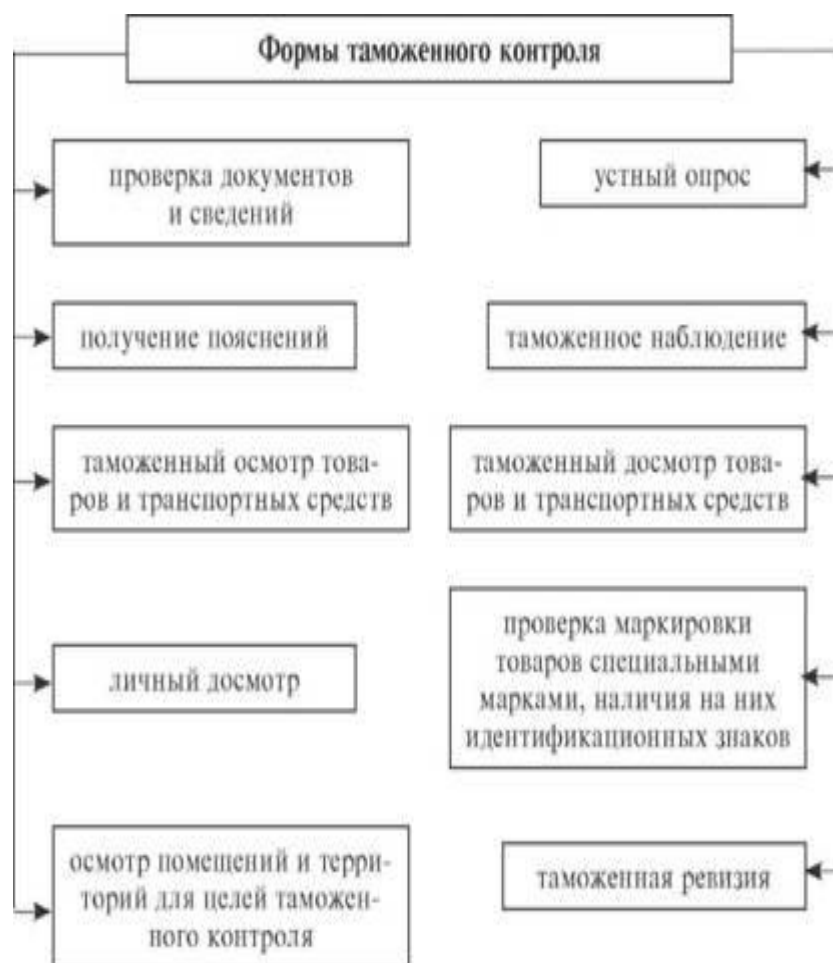 Формы таможенного контроля
проверка документов
и сведений
устный опрос
получение пояснений
таможенное наблюдение
таможенный осмотр това-
ров и транспортных средств
таможенный досмотр това-
ров и транспортных средств
личный досмотр
проверка маркировки
товаров специальными
марками, наличия на них
идентификационных знаков
осмотр помещений и терри-
торий для целей таможен-
ного контроля
таможенная ревизия